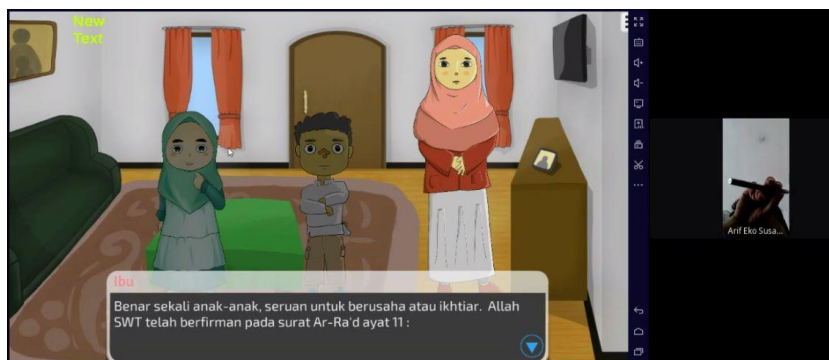 New
Text
Ibu
Benar sekali anak-anak, seruan untuk berusaha atau ikhtiar. Allah
SWT telah berfirman pada surat Ar-Ra'd ayat 11 :
Arif Eko Susa...